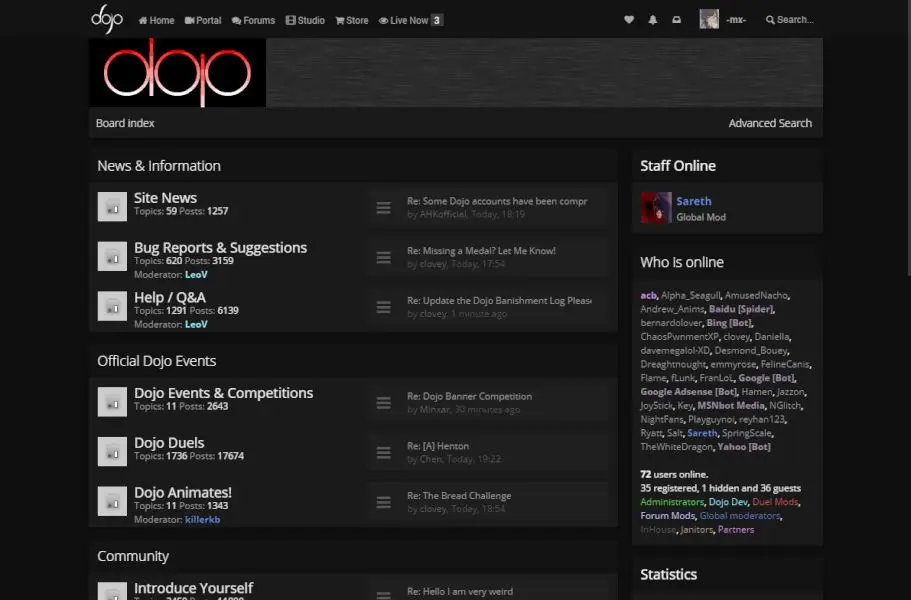 dojo Home Portal Forums Studio Store Live Now 3 -mx- Search...
dojo
Board index Advanced Search
News & Information
Site News
Topics: 59 Posts: 1257
Re: Some Dojo accounts have been compr
by AHKofficial, Today, 18:19
Bug Reports & Suggestions
Topics: 620 Posts: 3159
Moderator: LeoV
Re: Missing a Medal? Let Me Know!
by clovey, Today, 17:54
Help / Q&A
Topics: 1291 Posts: 6139
Moderator: LeoV
Re: Update the Dojo Banishment Log Please
by clovey, 1 minute ago
Official Dojo Events
Dojo Events & Competitions
Topics: 11 Posts: 2643
Re: Dojo Banner Competition
by Minxar, 30 minutes ago
Dojo Duels
Topics: 1736 Posts: 17674
Re: [A] Henton
by Chen, Today, 19:22
Dojo Animates!
Topics: 11 Posts: 1343
Moderator: killerkb
Re: The Bread Challenge
by clovey, Today, 18:54
Community
Introduce Yourself
Re: Hello I am very weird
Staff Online
Sareth
Global Mod
Who is online
acb, Alpha_Seagull, AmusedNacho,
Andrew_Anims, Baidu [Spider],
bernardolover, Bing [Bot],
ChaosPwnmentXP, clovey, Daniella,
davemegalol-XD, Desmond_Bouey,
Dreaghtnought, emmyrose, FelineCanis,
Flame, fLunk, FranLoL, Google [Bot],
Google Adsense [Bot], Hamen, Jazzon,
JoyStick, Key, MSNbot Media, NGlitch,
NightFans, Playguynoi, reyhan123,
Ryatt, Salt, Sareth, SpringScale,
TheWhiteDragon, Yahoo [Bot]
72 users online.
35 registered, 1 hidden and 36 guests
Administrators, Dojo Dev, Duel Mods,
Forum Mods, Global moderators,
InHouse, Janitors, Partners
Statistics